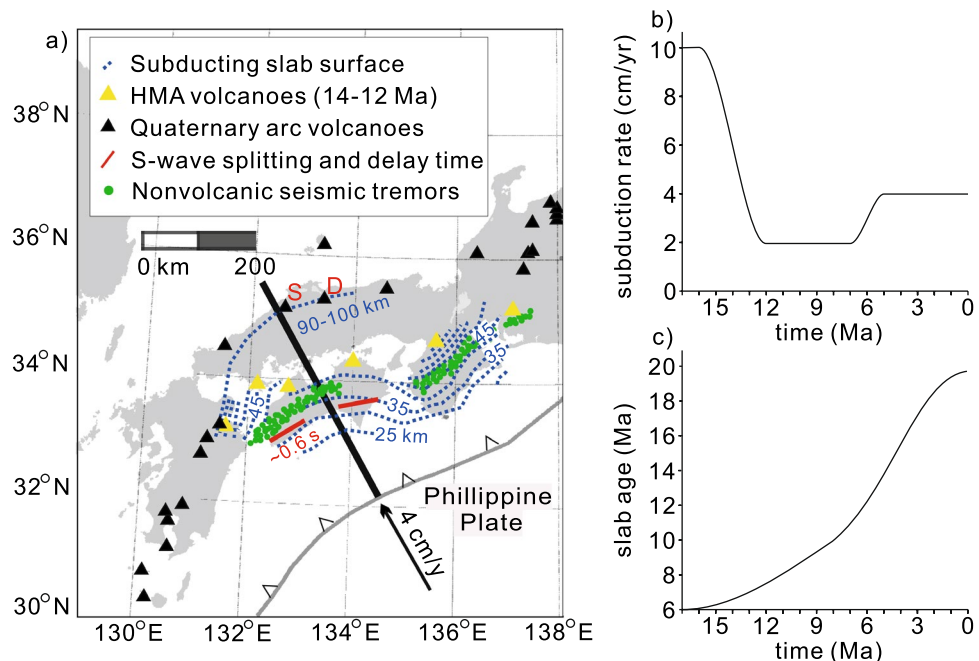 a)
Subducting slab surface
HMA volcanoes (14-12 Ma)
Quaternary arc volcanoes
S-wave splitting and delay time
Nonvolcanic seismic tremors
0 km 200
S D
90-100 km
45
45
35
35
25 km
~0.6 s
Phillippine
Plate
4 cm/y
38°N
36°N
34°N
32°N
30°N
130°E 132°E 134°E 136°E 138°E
b)
subduction rate (cm/yr)
10
8
6
4
2
0
15 12 9 6 3 0
time (Ma)
c)
slab age (Ma)
20
18
16
14
12
10
8
6
15 12 9 6 3 0
time (Ma)